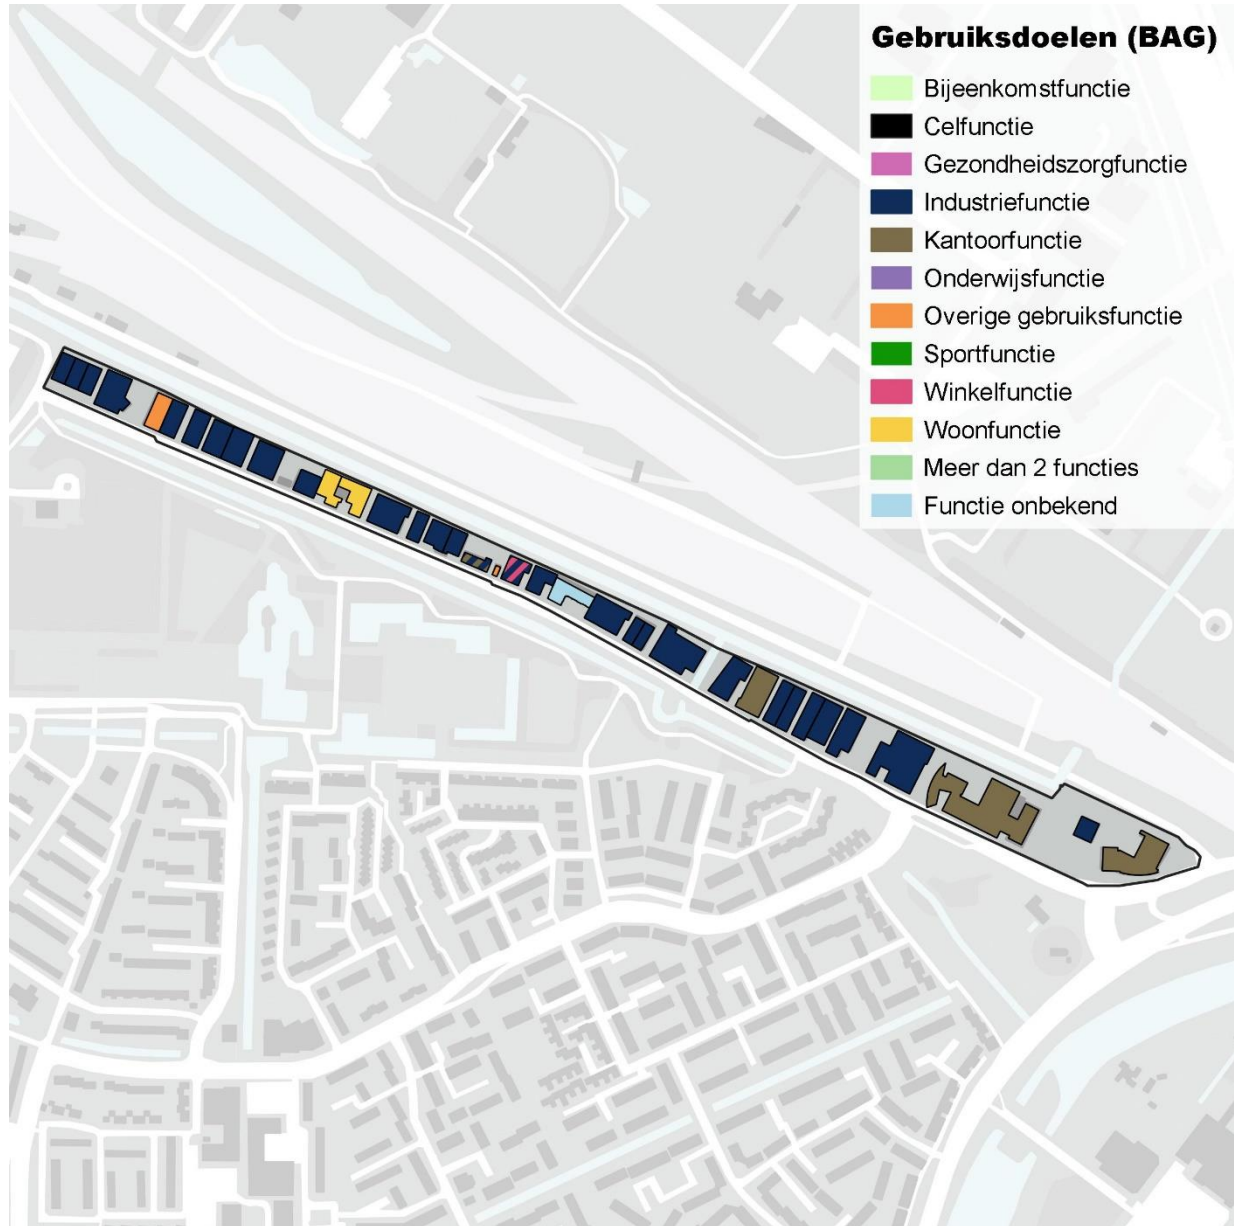 Gebruiksdoelen (BAG)
Bijeenkomstfunctie
Celfunctie
Gezondheidszorgfunctie
Industriefunctie
Kantoorfunctie
Onderwijsfunctie
Overige gebruiksfunctie
Sportfunctie
Winkelfunctie
Woonfunctie
Meer dan 2 functies
Functie onbekend